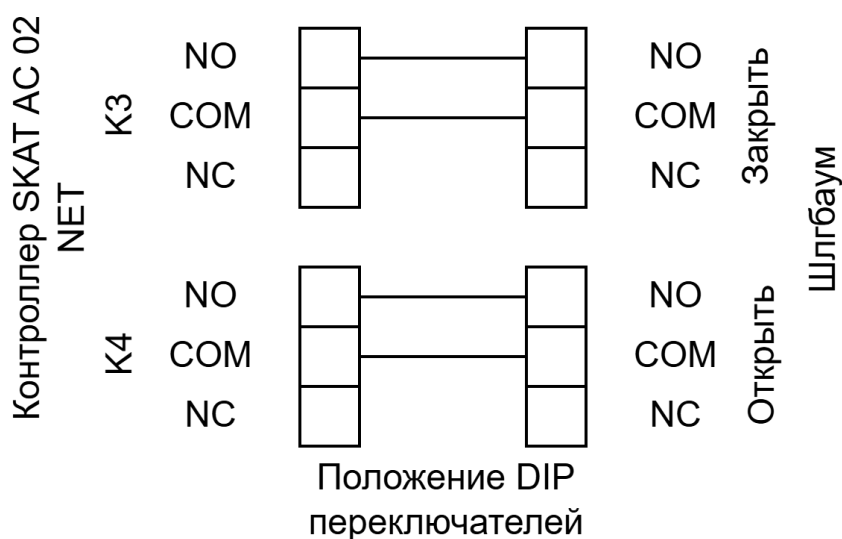 Контроллер SKAT AC 02
NET
K3
NO
COM
NC
NO
COM
NC
Закрыть
K4
NO
COM
NC
NO
COM
NC
Открыть
Шлгбаум
Положение DIP
переключателей